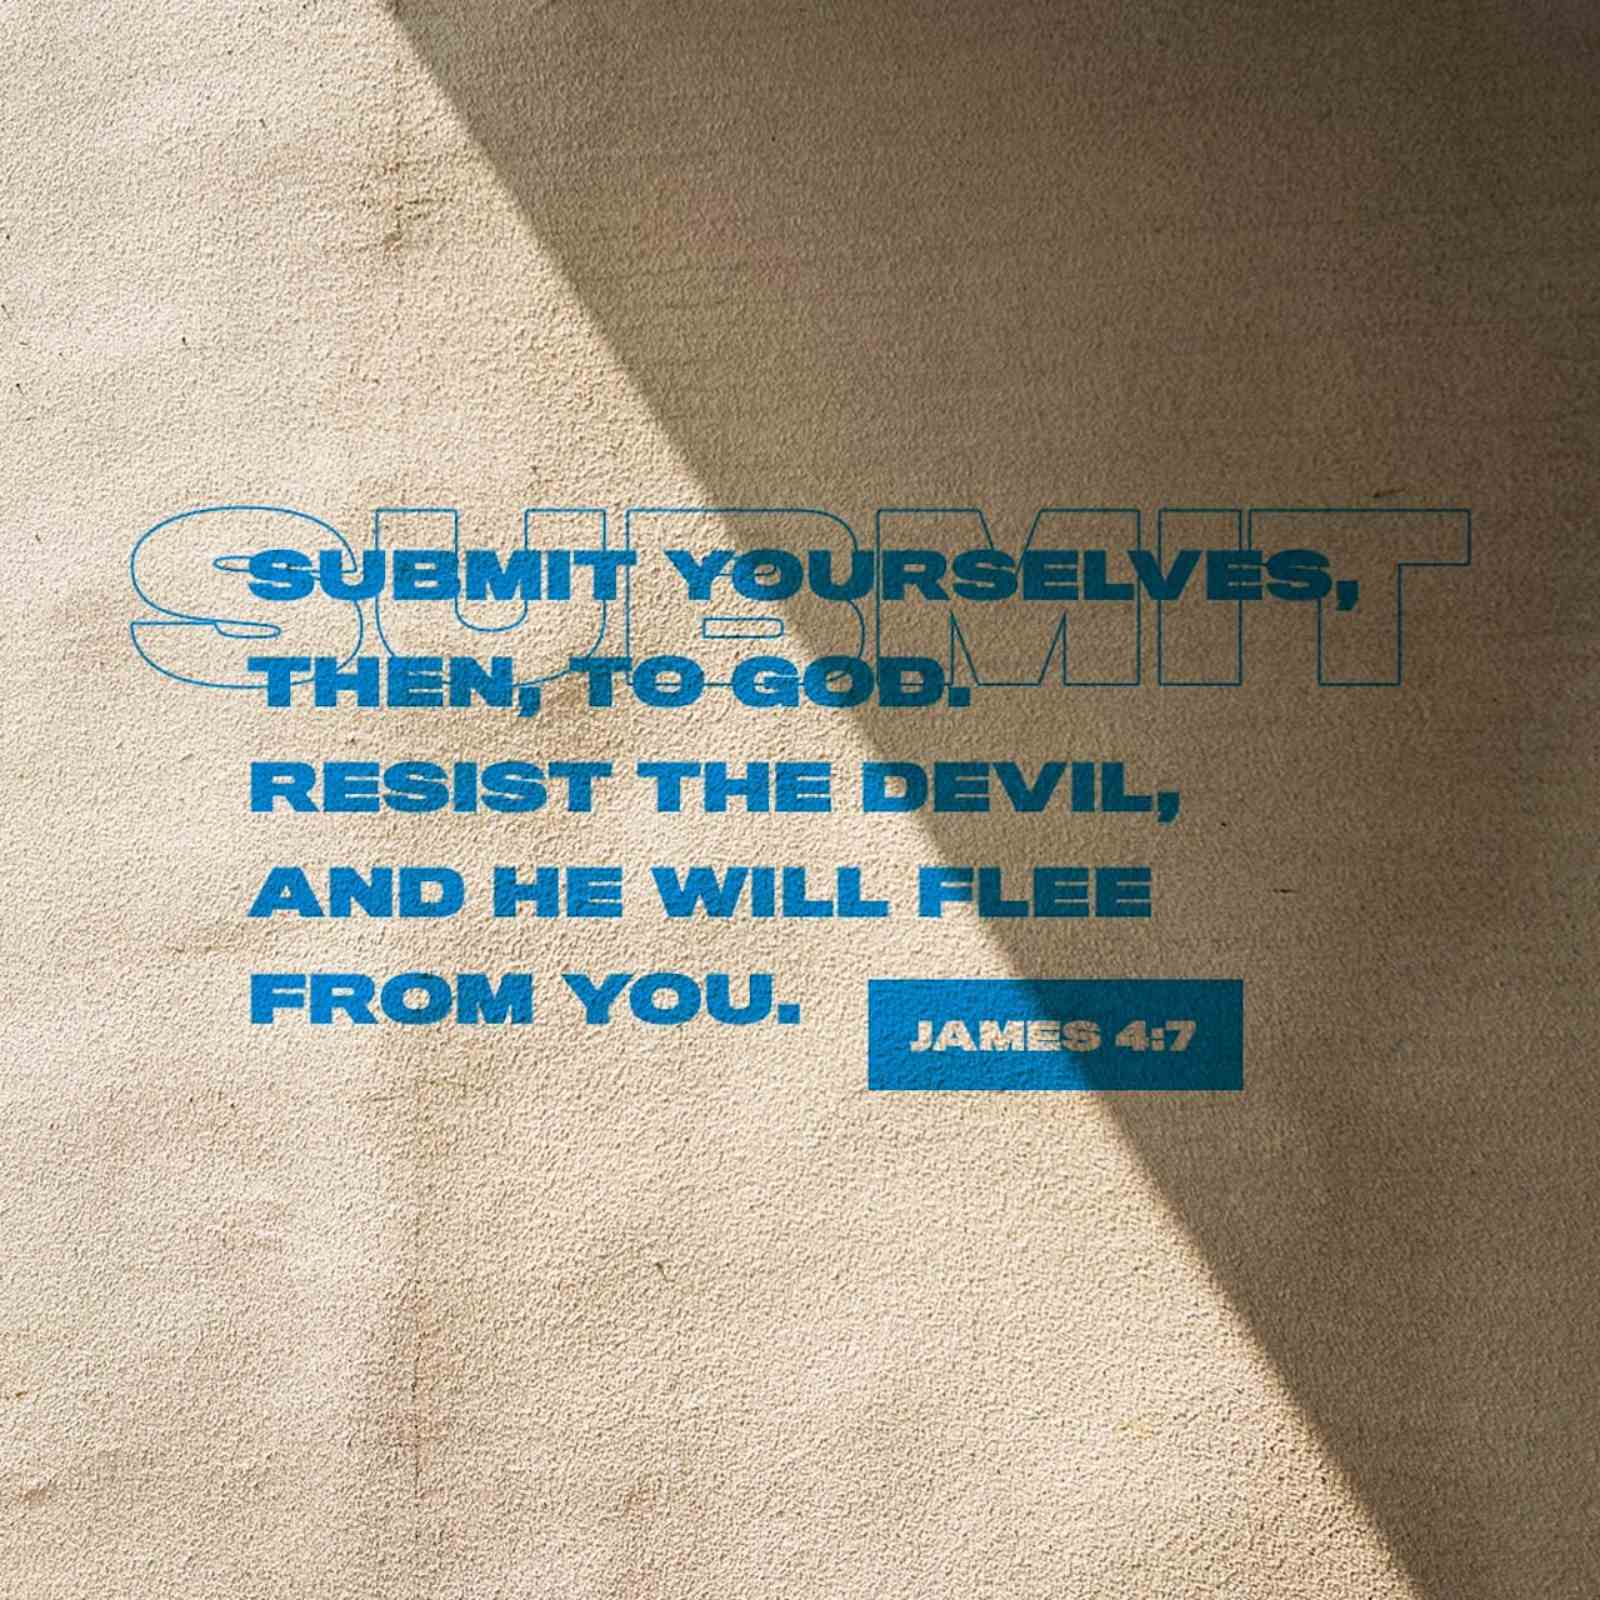 SUBMIT
SUBMIT YOURSELVES,
THEN, TO GOD.
RESIST THE DEVIL,
AND HE WILL FLEE
FROM YOU.
JAMES 4:7